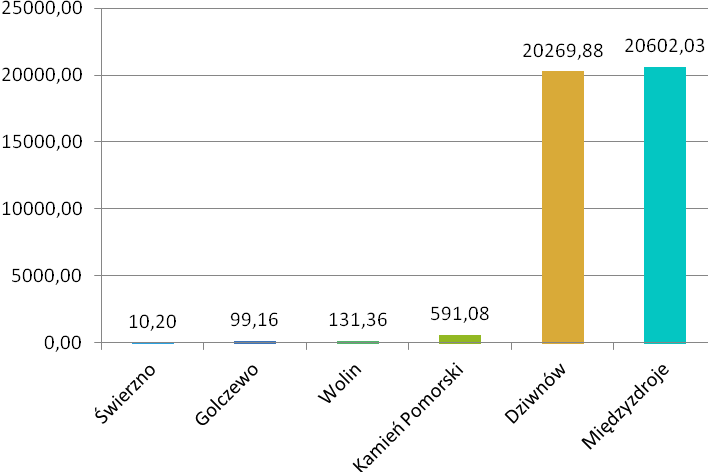 25000,00
20000,00
15000,00
10000,00
5000,00
0,00
10,20
99,16
131,36
591,08
20269,88
20602,03
Świerzno
Golczewo
Wolin
Kamień Pomorski
Dziwnów
Międzyzdroje